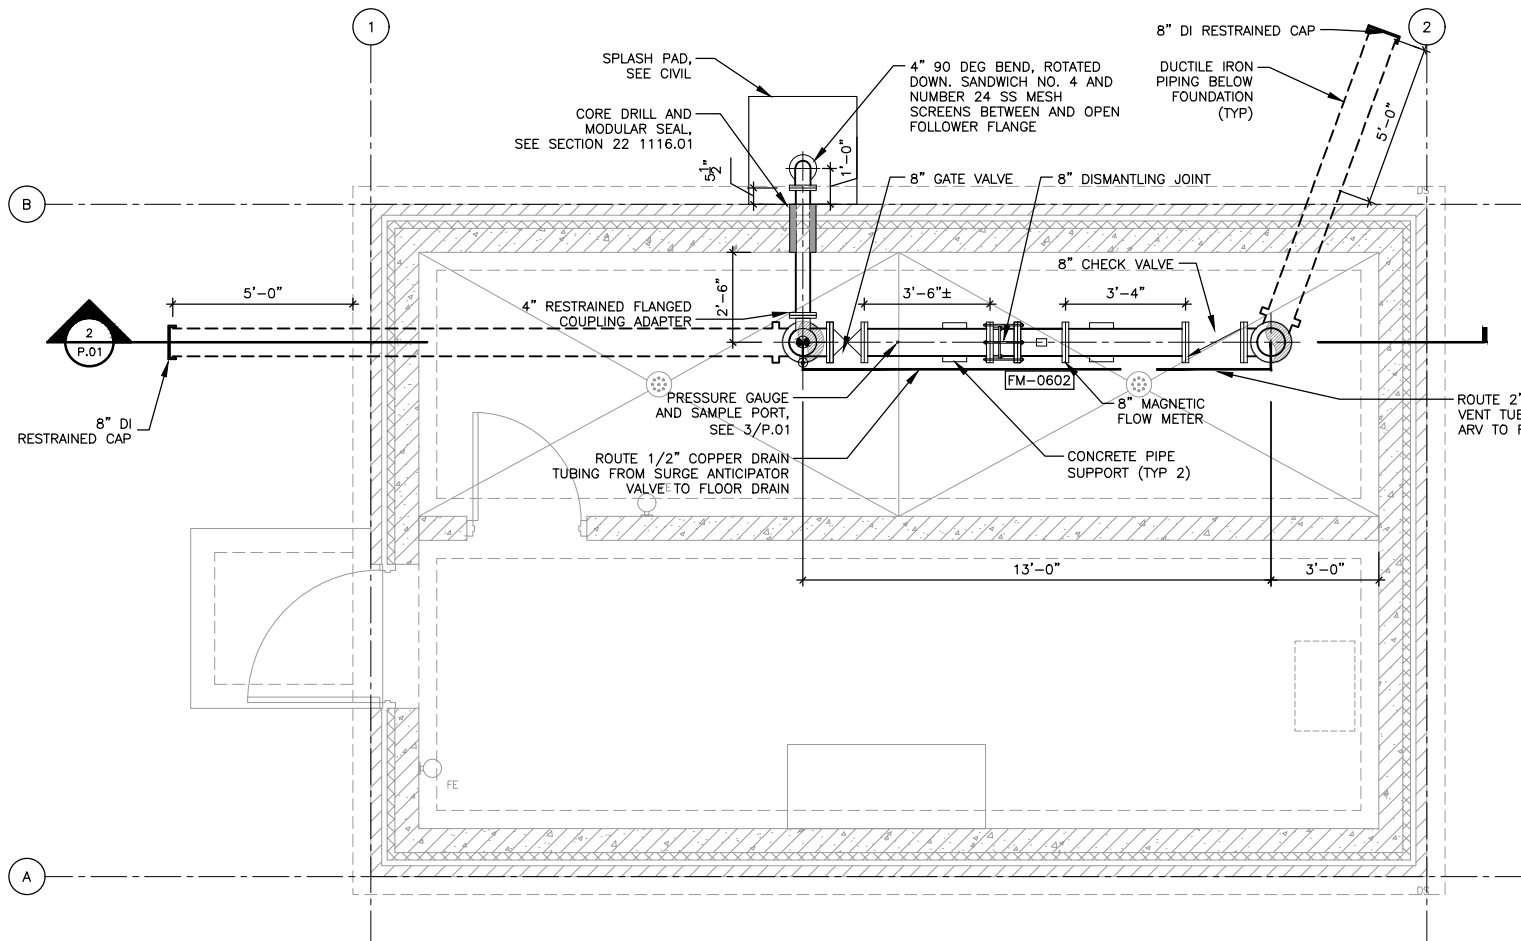 1
2
8" DI RESTRAINED CAP
SPLASH PAD,
SEE CIVIL
4" 90 DEG BEND, ROTATED
DOWN. SANDWICH NO. 4 AND
NUMBER 24 SS MESH
SCREENS BETWEEN AND OPEN
FOLLOWER FLANGE
DUCTILE IRON
PIPING BELOW
FOUNDATION
(TYP)
CORE DRILL AND
MODULAR SEAL,
SEE SECTION 22 1116.01
5'-0"
5½"
1'-0"
8" GATE VALVE
8" DISMANTLING JOINT
DS
B
8" CHECK VALVE
5'-0"
2'-6"
3'-6"±
3'-4"
4" RESTRAINED FLANGED
COUPLING ADAPTER
2
P.01
FM-0602
PRESSURE GAUGE
AND SAMPLE PORT,
SEE 3/P.01
8" MAGNETIC
FLOW METER
ROUTE 2"
VENT TUB
ARV TO F
8" DI
RESTRAINED CAP
ROUTE 1/2" COPPER DRAIN
TUBING FROM SURGE ANTICIPATOR
VALVE TO FLOOR DRAIN
CONCRETE PIPE
SUPPORT (TYP 2)
FE
13'-0"
3'-0"
FE
A
DS